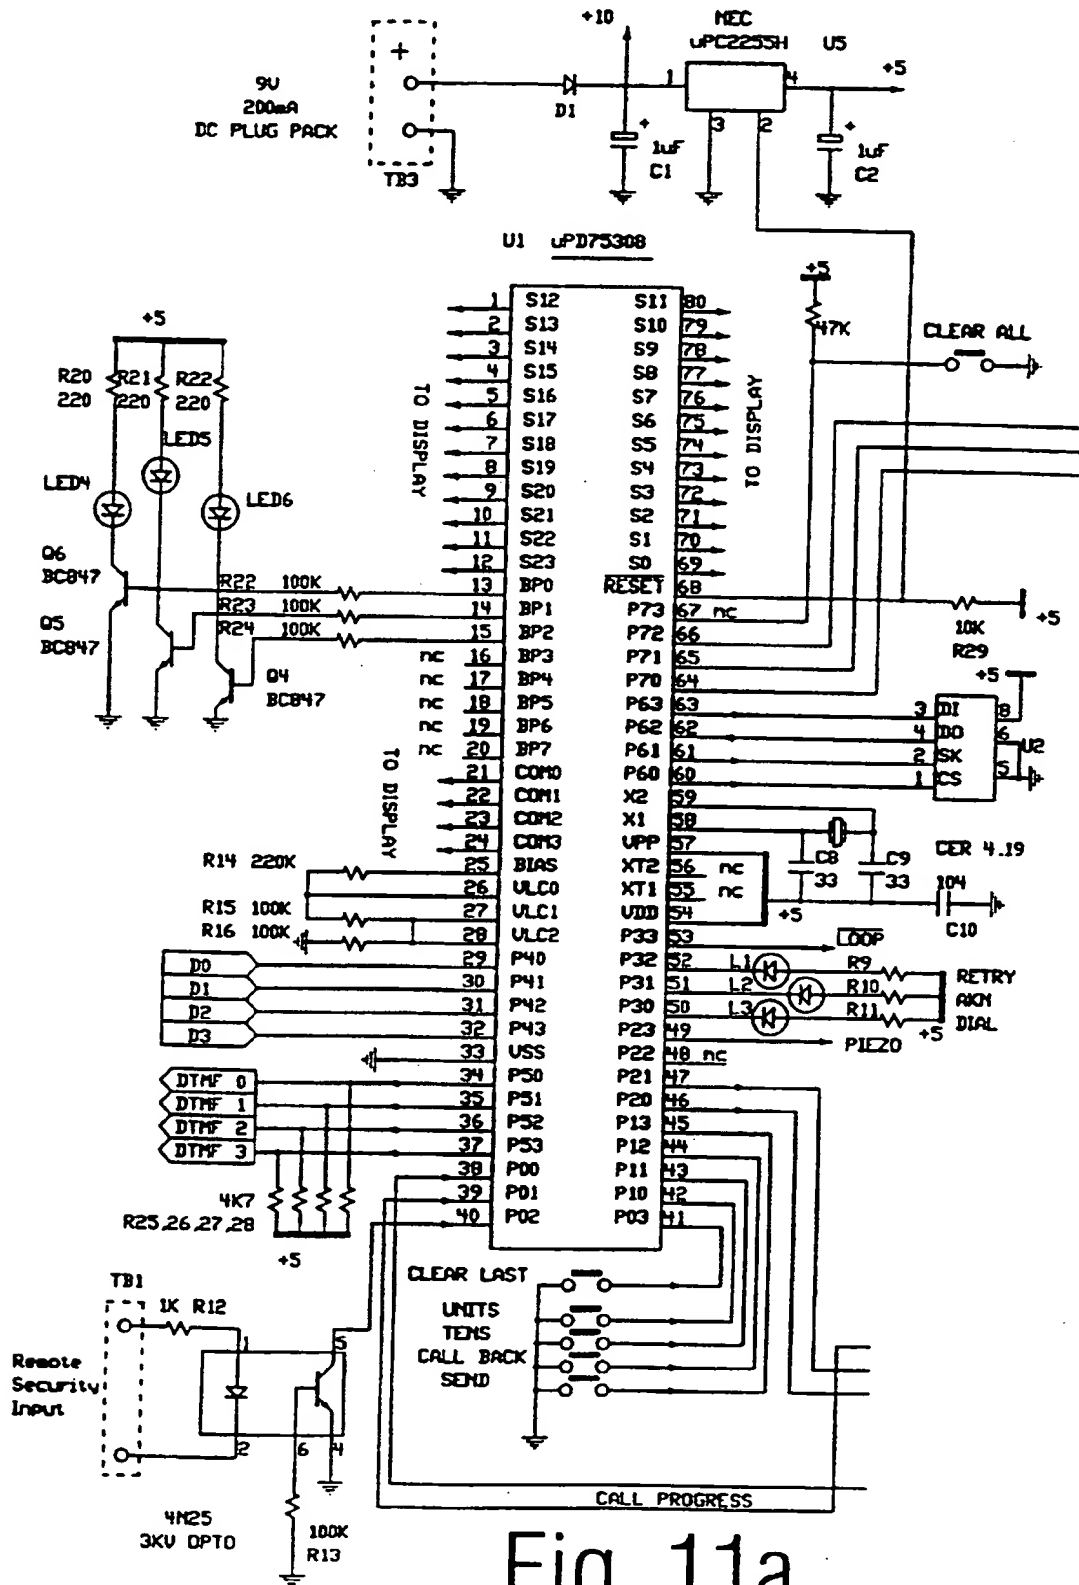 +10
NEC
uPC2255H U5
+
9V
200mA
DC PLUG PACK
TB3
D1
1 4 +5
3 2
+
1uF
C1
+
1uF
C2
U1 uPD75308
+5
47K
CLEAR ALL
+5
R20 R21 R22
220 220 220
LED5
LED4
LED6
Q6
BC847
Q5
BC847
Q4
BC847
R22 100K
R23 100K
R24 100K
TO DISPLAY
TO DISPLAY
TO DISPLAY
1 S12 S11 80
2 S13 S10 79
3 S14 S9 78
4 S15 S8 77
5 S16 S7 76
6 S17 S6 75
7 S18 S5 74
8 S19 S4 73
9 S20 S3 72
10 S21 S2 71
11 S22 S1 70
12 S23 S0 69
13 BP0 RESET 68
14 BP1 P73 67 nc
15 BP2 P72 66
nc 16 BP3 P71 65
nc 17 BP4 P70 64
nc 18 BP5 P63 63
nc 19 BP6 P62 62
nc 20 BP7 P61 61
21 COM0 P60 60
22 COM1 X2 59
23 COM2 X1 58
24 COM3 VPP 57
25 BIAS XT2 56 nc
26 VLC0 XT1 55 nc
27 VLC1 VDD 54
28 VLC2 P33 53
29 P40 P32 52
30 P41 P31 51
31 P42 P30 50
32 P43 P23 49
33 VSS P22 48 nc
34 P50 P21 47
35 P51 P20 46
36 P52 P13 45
37 P53 P12 44
38 P00 P11 43
39 P01 P10 42
40 P02 P03 41
10K
R29
+5
+5
3 DI 8
4 DO 6
2 SK U2
1 CS 5
C8
33
C9
33
CER 4.19
104
C10
+5
LOOP
L1 R9 RETRY
L2 R10 AKN
L3 R11 DIAL
+5
PIEZO
R14 220K
R15 100K
R16 100K
D0
D1
D2
D3
DTMF 0
DTMF 1
DTMF 2
DTMF 3
4K7
R25,26,27,28
+5
CLEAR LAST
UNITS
TENS
CALL BACK
SEND
TB1
1K R12
1 5
Remote
Security
Input
2 6 4
4N25
3KV OPTO
100K
R13
CALL PROGRESS
Fig 11a